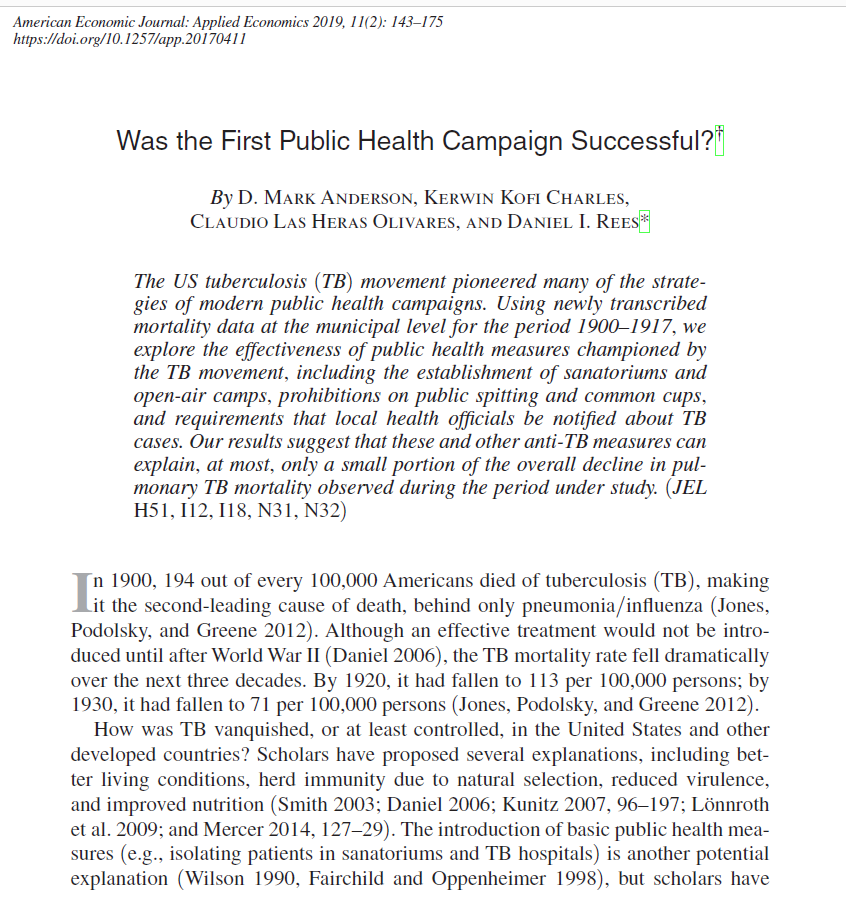 American Economic Journal: Applied Economics 2019, 11(2): 143–175
https://doi.org/10.1257/app.20170411
Was the First Public Health Campaign Successful?†
By D. Mark Anderson, Kerwin Kofi Charles,
Claudio Las Heras Olivares, and Daniel I. Rees*
The US tuberculosis (TB) movement pioneered many of the strate-
gies of modern public health campaigns. Using newly transcribed
mortality data at the municipal level for the period 1900–1917, we
explore the effectiveness of public health measures championed by
the TB movement, including the establishment of sanatoriums and
open-air camps, prohibitions on public spitting and common cups,
and requirements that local health officials be notified about TB
cases. Our results suggest that these and other anti-TB measures can
explain, at most, only a small portion of the overall decline in pul-
monary TB mortality observed during the period under study. (JEL
H51, I12, I18, N31, N32)
In 1900, 194 out of every 100,000 Americans died of tuberculosis (TB), making
it the second-leading cause of death, behind only pneumonia/influenza (Jones,
Podolsky, and Greene 2012). Although an effective treatment would not be intro-
duced until after World War II (Daniel 2006), the TB mortality rate fell dramatically
over the next three decades. By 1920, it had fallen to 113 per 100,000 persons; by
1930, it had fallen to 71 per 100,000 persons (Jones, Podolsky, and Greene 2012).
How was TB vanquished, or at least controlled, in the United States and other
developed countries? Scholars have proposed several explanations, including bet-
ter living conditions, herd immunity due to natural selection, reduced virulence,
and improved nutrition (Smith 2003; Daniel 2006; Kunitz 2007, 96–197; Lönnroth
et al. 2009; and Mercer 2014, 127–29). The introduction of basic public health mea-
sures (e.g., isolating patients in sanatoriums and TB hospitals) is another potential
explanation (Wilson 1990, Fairchild and Oppenheimer 1998), but scholars have